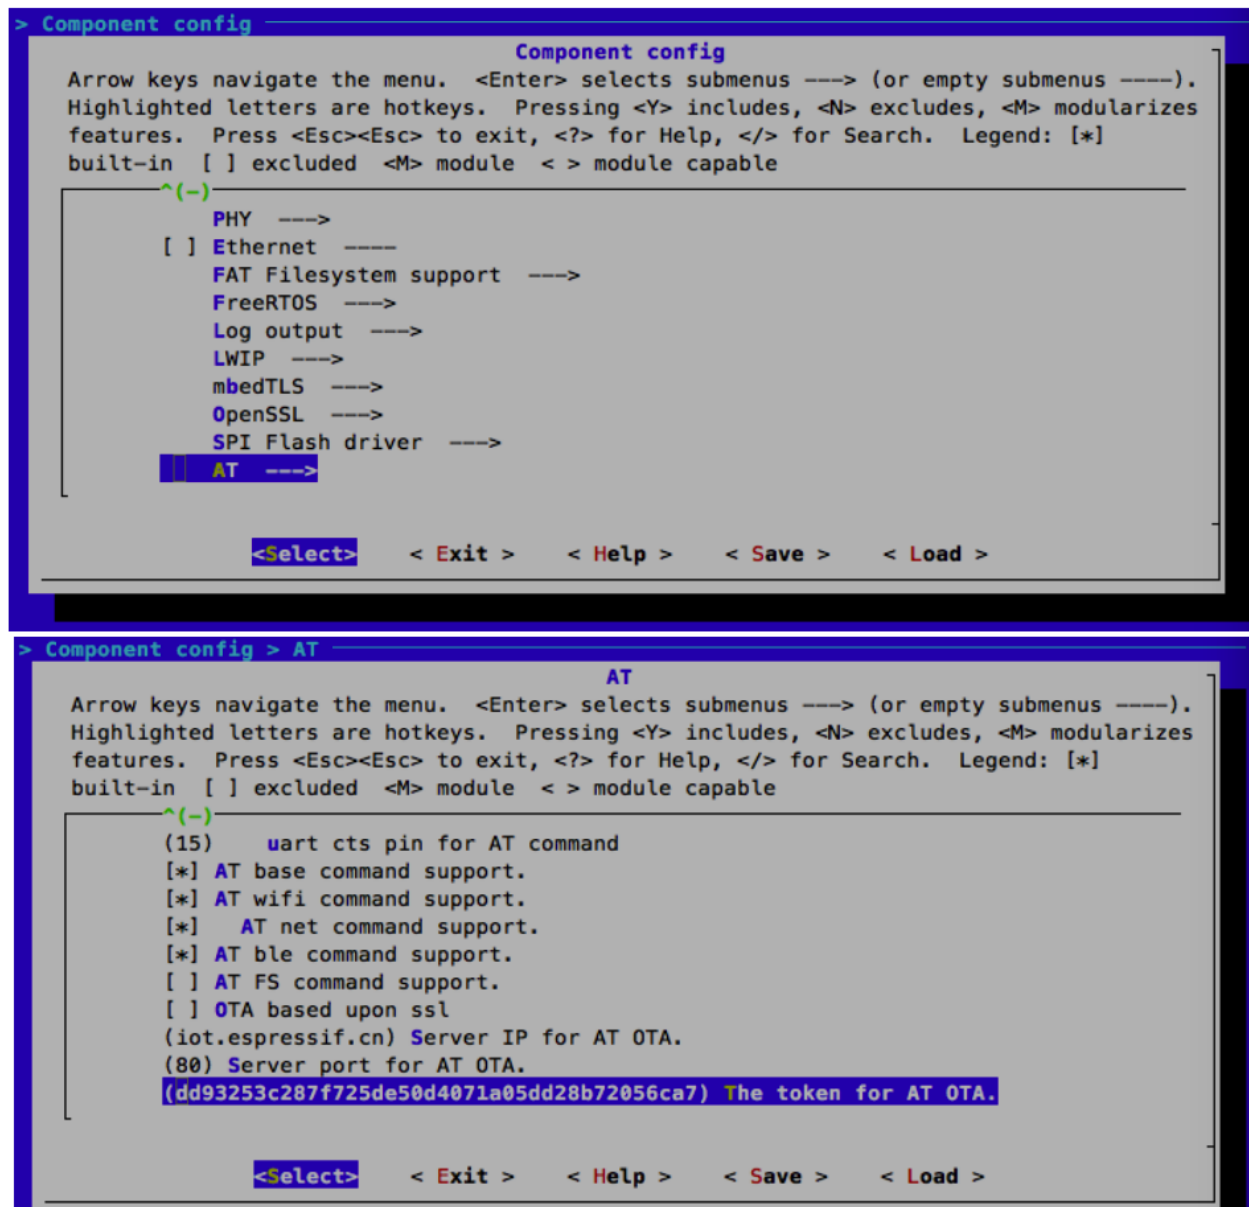 > Component config
Component config
Arrow keys navigate the menu.  <Enter> selects submenus ---> (or empty submenus ----).
Highlighted letters are hotkeys.  Pressing <Y> includes, <N> excludes, <M> modularizes
features.  Press <Esc><Esc> to exit, <?> for Help, </> for Search.  Legend: [*]
built-in  [ ] excluded  <M> module  < > module capable
^(-)
PHY  --->
[ ] Ethernet  ----
FAT Filesystem support  --->
FreeRTOS  --->
Log output  --->
LWIP  --->
mbedTLS  --->
OpenSSL  --->
SPI Flash driver  --->
AT  --->
<Select>    < Exit >    < Help >    < Save >    < Load >
> Component config > AT
AT
Arrow keys navigate the menu.  <Enter> selects submenus ---> (or empty submenus ----).
Highlighted letters are hotkeys.  Pressing <Y> includes, <N> excludes, <M> modularizes
features.  Press <Esc><Esc> to exit, <?> for Help, </> for Search.  Legend: [*]
built-in  [ ] excluded  <M> module  < > module capable
^(-)
(15)    uart cts pin for AT command
[*] AT base command support.
[*] AT wifi command support.
[*]   AT net command support.
[*] AT ble command support.
[ ] AT FS command support.
[ ] OTA based upon ssl
(iot.espressif.cn) Server IP for AT OTA.
(80) Server port for AT OTA.
(dd93253c287f725de50d4071a05dd28b72056ca7) The token for AT OTA.
<Select>    < Exit >    < Help >    < Save >    < Load >